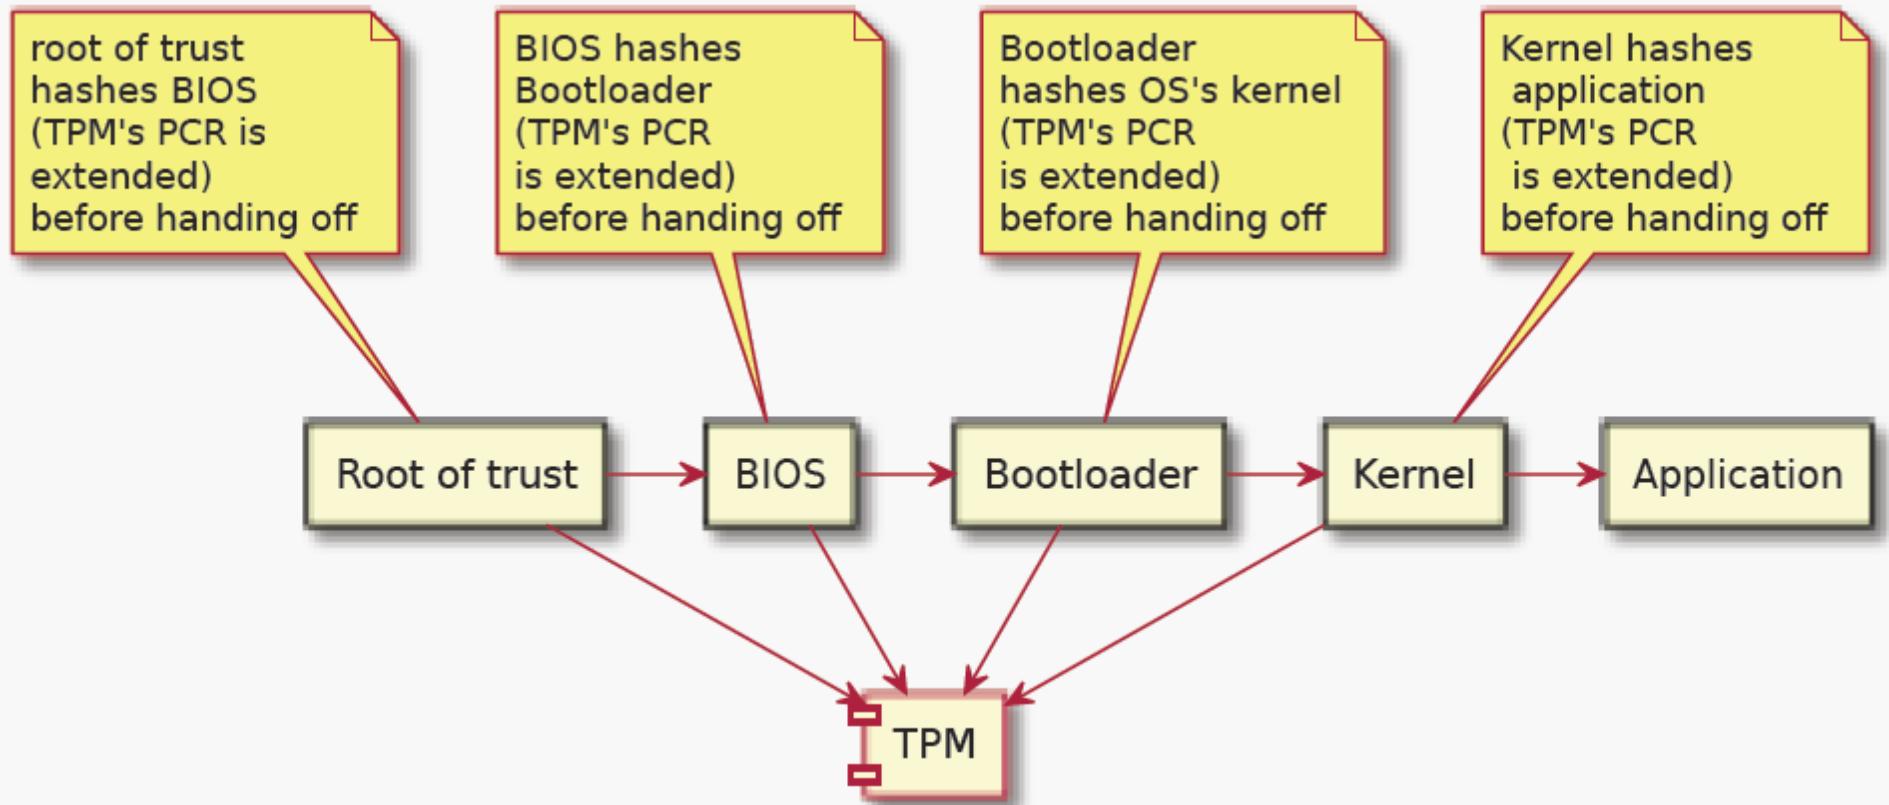 root of trust
hashes BIOS
(TPM's PCR is
extended)
before handing off
BIOS hashes
Bootloader
(TPM's PCR
is extended)
before handing off
Bootloader
hashes OS's kernel
(TPM's PCR
is extended)
before handing off
Kernel hashes
application
(TPM's PCR
is extended)
before handing off
Root of trust
BIOS
Bootloader
Kernel
Application
TPM